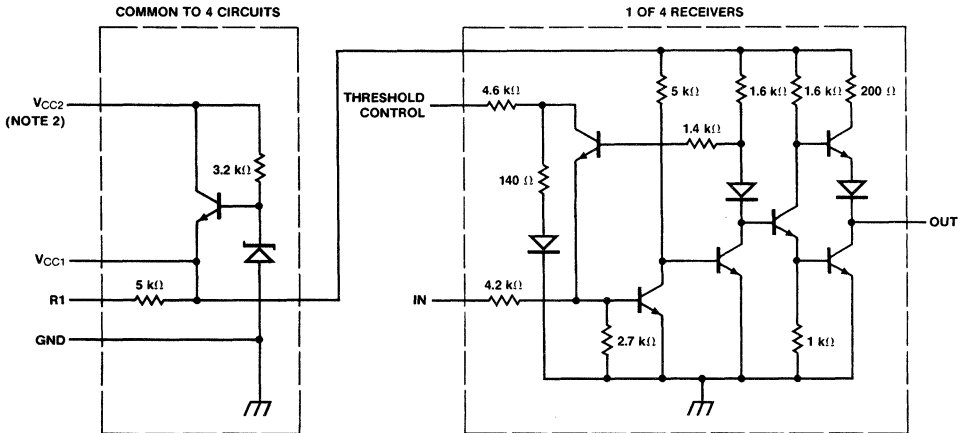 COMMON TO 4 CIRCUITS
1 OF 4 RECEIVERS
VCC2
(NOTE 2)
3.2 kΩ
VCC1
R1
5 kΩ
GND
THRESHOLD
CONTROL
4.6 kΩ
140 Ω
IN
4.2 kΩ
2.7 kΩ
5 kΩ
1.4 kΩ
1.6 kΩ
1.6 kΩ
200 Ω
OUT
1 kΩ